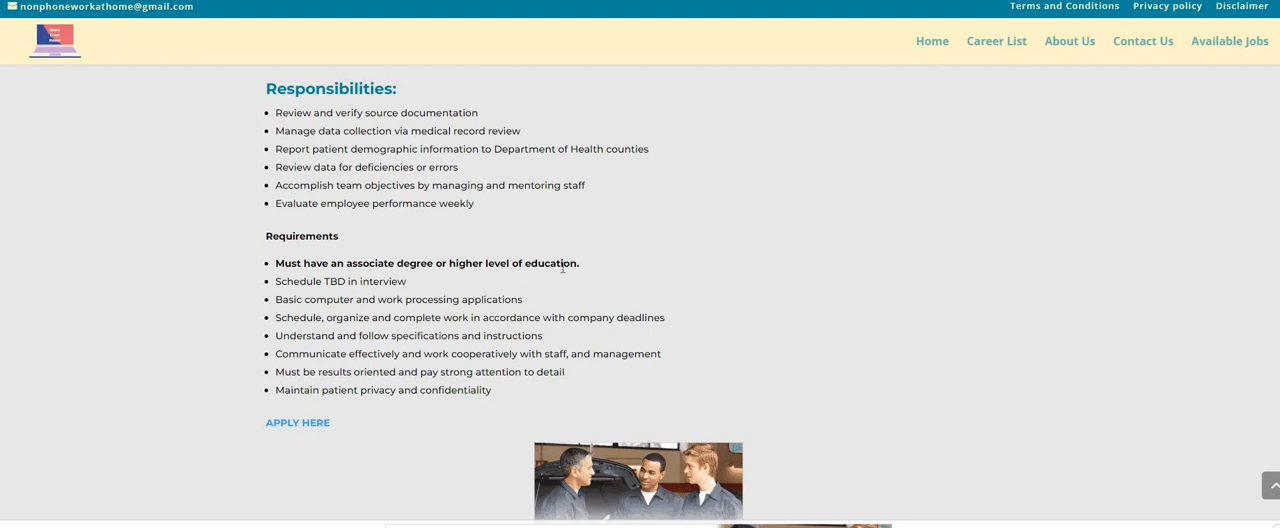 nonphoneworkathome@gmail.com
Terms and Conditions Privacy policy Disclaimer
Work
From
Home
Home Career List About Us Contact Us Available Jobs
Responsibilities:
Review and verify source documentation
Manage data collection via medical record review
Report patient demographic information to Department of Health counties
Review data for deficiencies or errors
Accomplish team objectives by managing and mentoring staff
Evaluate employee performance weekly
Requirements
Must have an associate degree or higher level of education.
Schedule TBD in interview
Basic computer and work processing applications
Schedule, organize and complete work in accordance with company deadlines
Understand and follow specifications and instructions
Communicate effectively and work cooperatively with staff, and management
Must be results oriented and pay strong attention to detail
Maintain patient privacy and confidentiality
APPLY HERE